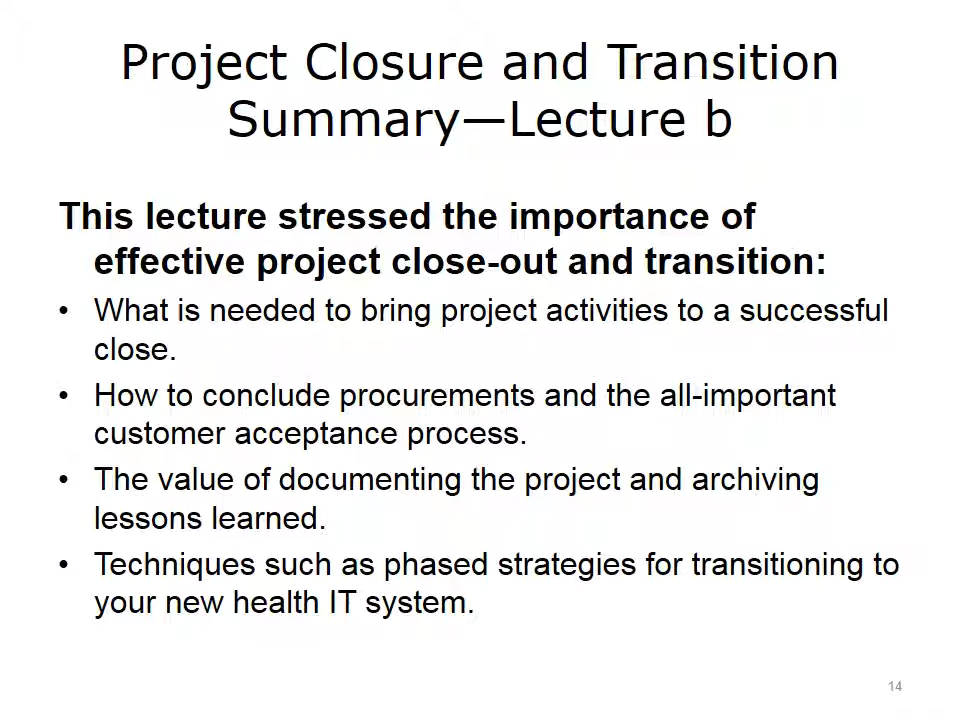 Project Closure and Transition
Summary—Lecture b
This lecture stressed the importance of
effective project close-out and transition:
• What is needed to bring project activities to a successful
close.
• How to conclude procurements and the all-important
customer acceptance process.
• The value of documenting the project and archiving
lessons learned.
• Techniques such as phased strategies for transitioning to
your new health IT system.
14